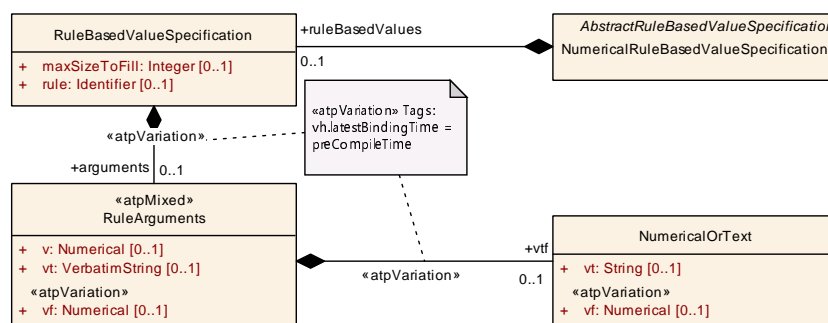 RuleBasedValueSpecification
+ maxSizeToFill: Integer [0..1]
+ rule: Identifier [0..1]
+ruleBasedValues
0..1
AbstractRuleBasedValueSpecification
NumericalRuleBasedValueSpecification
«atpVariation» Tags:
vh.latestBindingTime =
preCompileTime
«atpVariation»
+arguments
0..1
«atpMixed»
RuleArguments
+ v: Numerical [0..1]
+ vt: VerbatimString [0..1]
«atpVariation»
+ vf: Numerical [0..1]
+vtf
«atpVariation»
0..1
NumericalOrText
+ vt: String [0..1]
«atpVariation»
+ vf: Numerical [0..1]